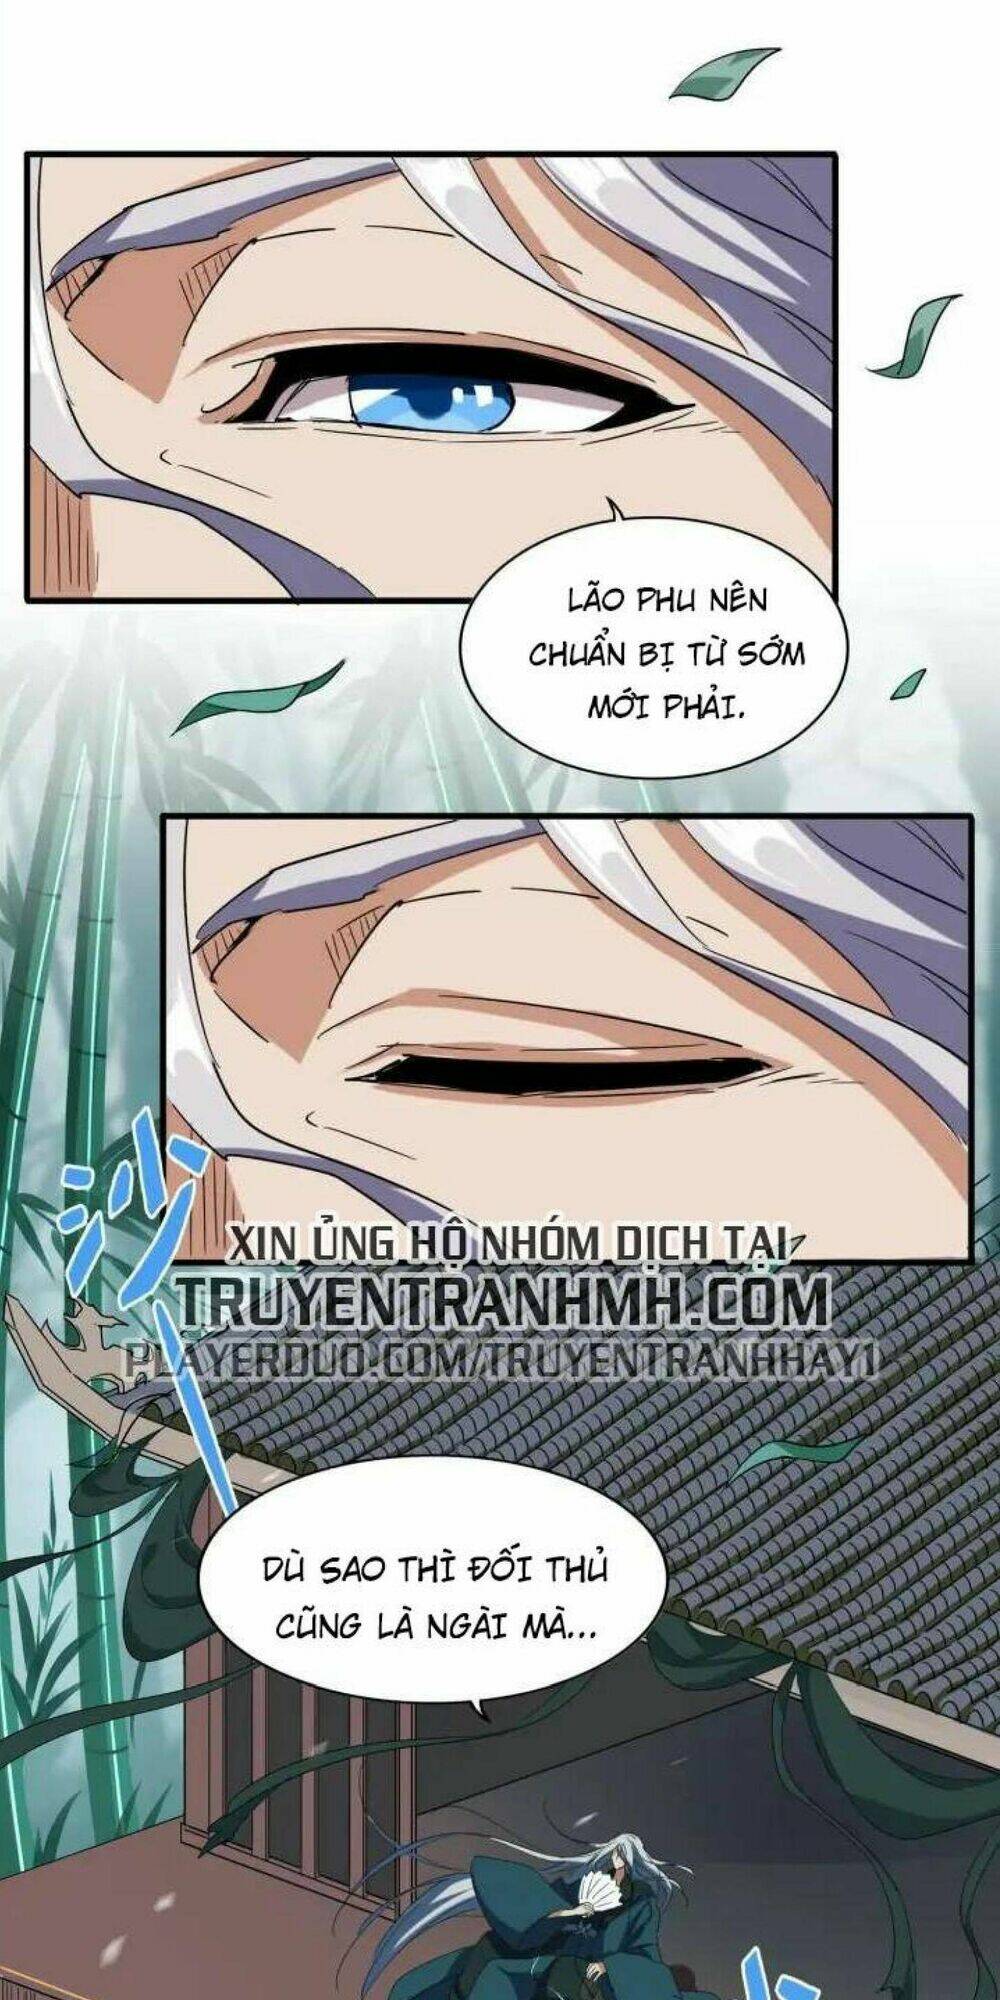 LÃO PHU NÊN
CHUẨN BỊ TỪ SỚM
MỚI PHẢI.
沙
XIN ỦNG HỘ NHÓM DỊCH TẠI
TRUYENTRANHMH.COM
PLAYERDUO.COM/TRUYENTRANHHAY1
DÙ SAO THÌ ĐỐI THỦ
CŨNG LÀ NGÀI MÀ...